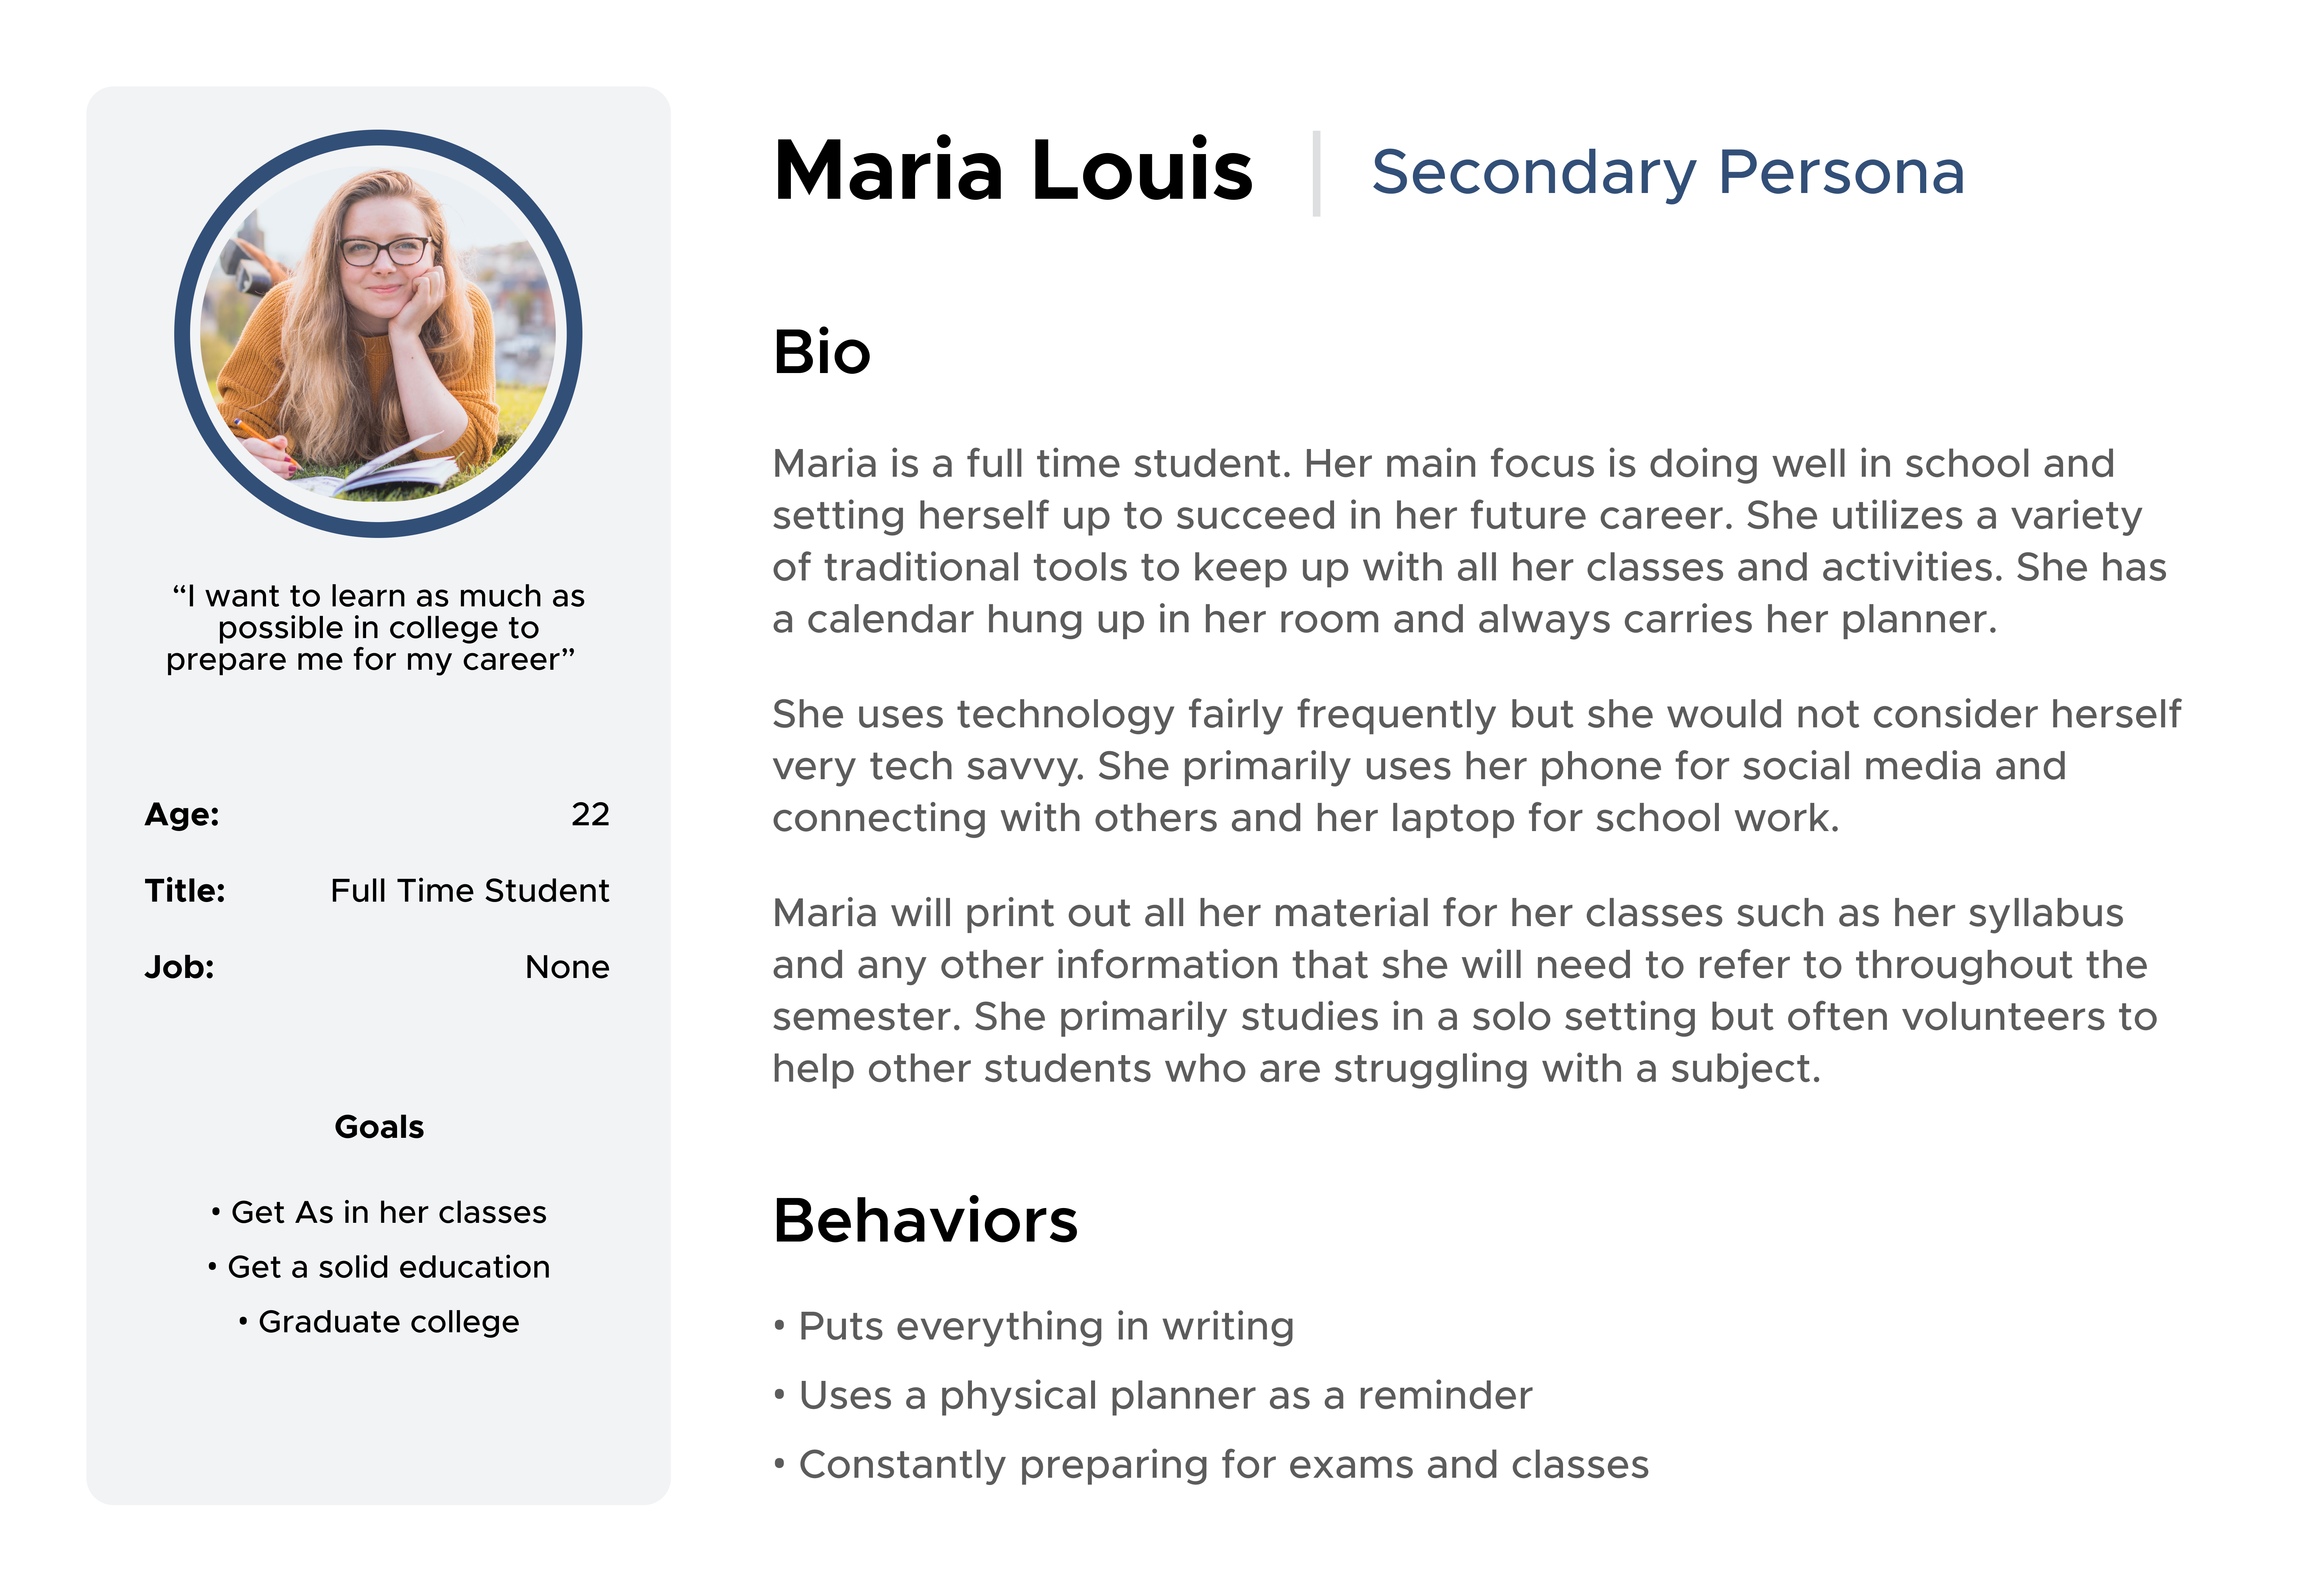 Maria Louis
Secondary Persona
“I want to learn as much as
possible in college to
prepare me for my career”
Age: 22
Title: Full Time Student
Job: None
Goals
• Get As in her classes
• Get a solid education
• Graduate college
Bio
Maria is a full time student. Her main focus is doing well in school and
setting herself up to succeed in her future career. She utilizes a variety
of traditional tools to keep up with all her classes and activities. She has
a calendar hung up in her room and always carries her planner.
She uses technology fairly frequently but she would not consider herself
very tech savvy. She primarily uses her phone for social media and
connecting with others and her laptop for school work.
Maria will print out all her material for her classes such as her syllabus
and any other information that she will need to refer to throughout the
semester. She primarily studies in a solo setting but often volunteers to
help other students who are struggling with a subject.
Behaviors
• Puts everything in writing
• Uses a physical planner as a reminder
• Constantly preparing for exams and classes